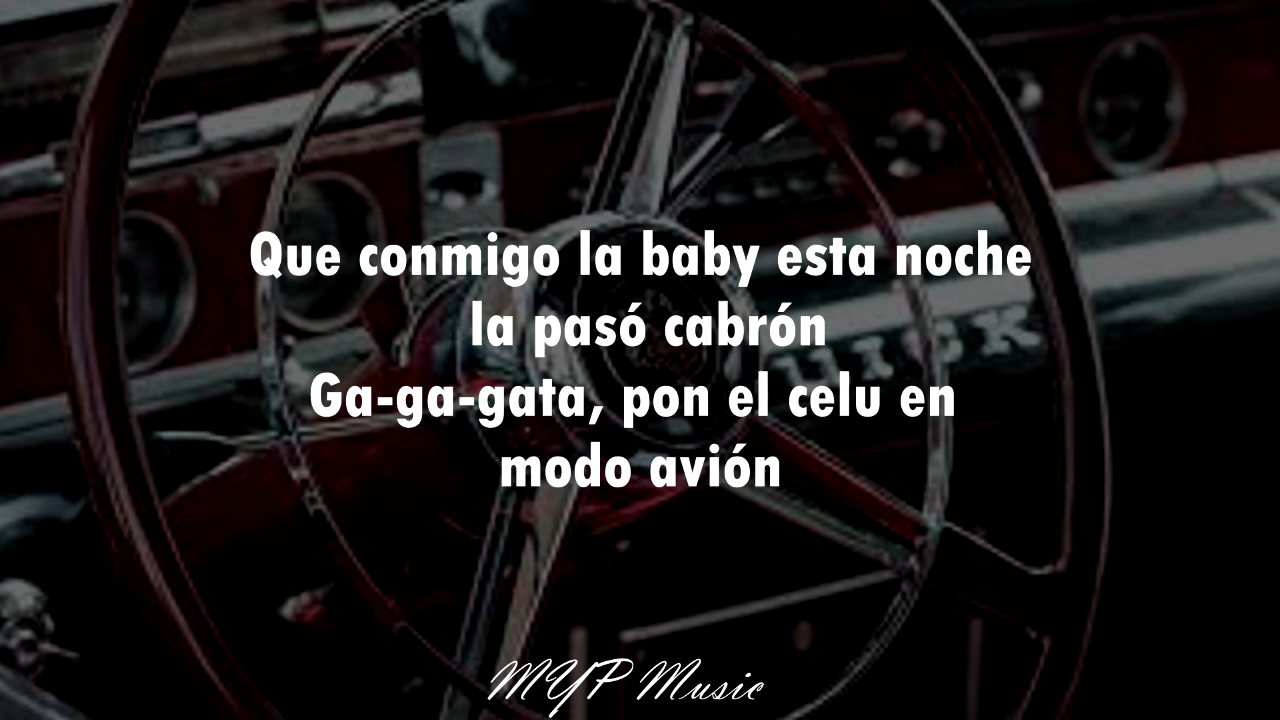 Que conmigo la baby esta noche
la pasó cabrón
Ga-ga-gata, pon el celu en
modo avión
UICK
MYP Music